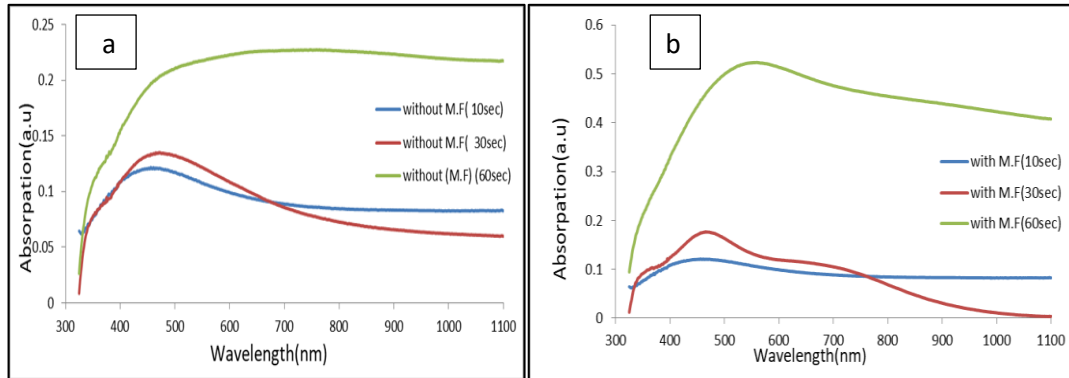 a
0.25
0.2
0.15
0.1
0.05
0
Absorpation(a.u)
without M.F( 10sec)
without M.F( 30sec)
without (M.F) (60sec)
300 400 500 600 700 800 900 1000 1100
Wavelength(nm)
b
0.6
0.5
0.4
0.3
0.2
0.1
0
Absorpation(a.u)
with M.F(10sec)
with M.F(30sec)
with M.F(60sec)
300 400 500 600 700 800 900 1000 1100
Wavelength(nm)